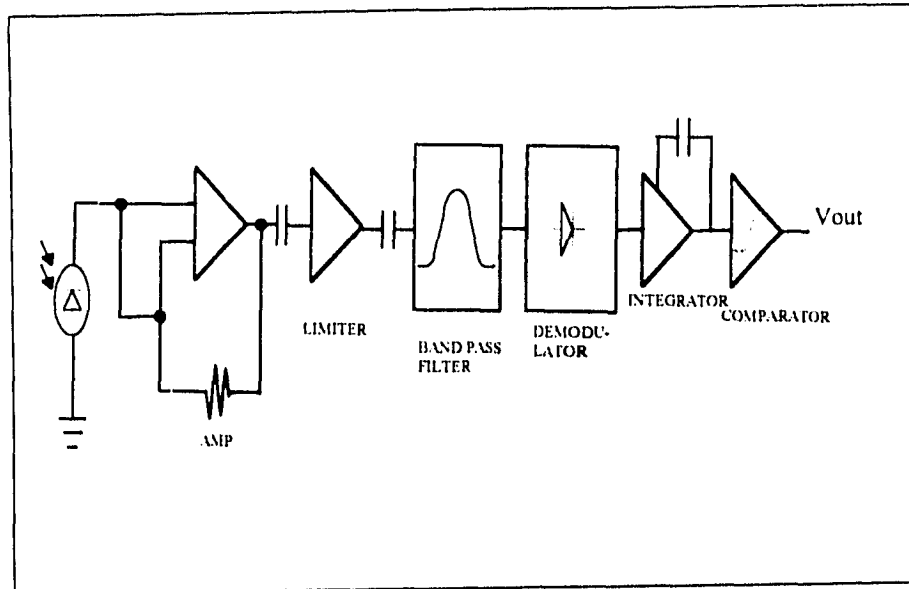 Vout
INTEGRATOR
COMPARATOR
LIMITER
BAND PASS
FILTER
DEMODU-
LATOR
AMP